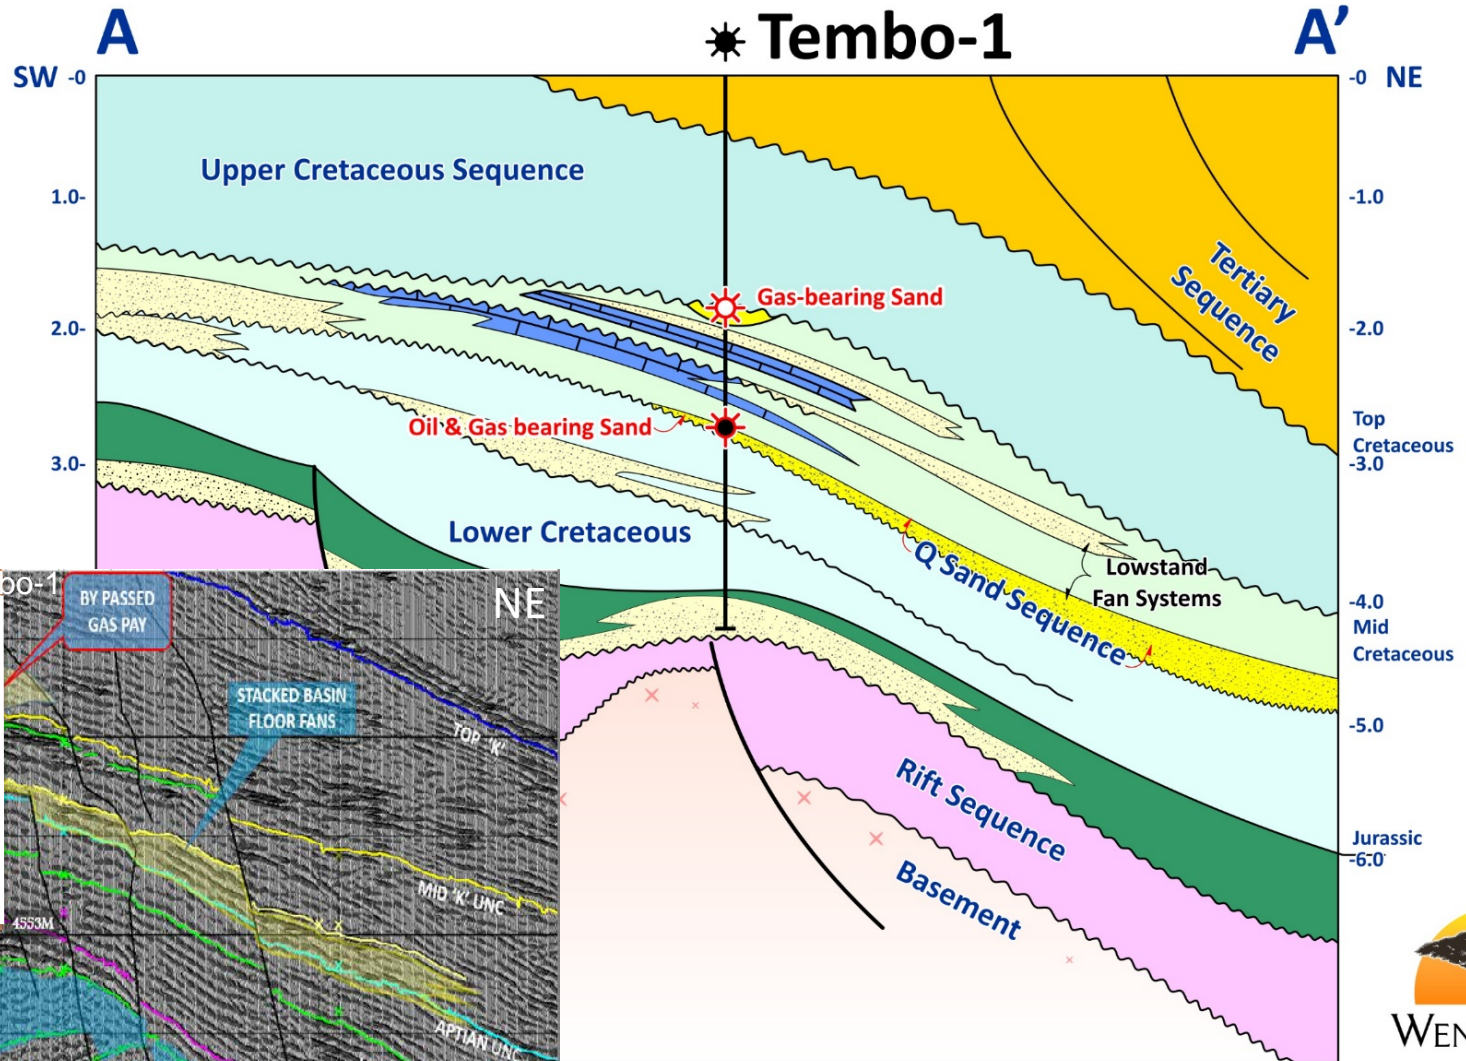 A
Tembo-1
A’
SW
-0
-0
NE
Upper Cretaceous Sequence
1.0-
-1.0
Tertiary
Sequence
Gas-bearing Sand
2.0-
-2.0
Oil & Gas bearing Sand
Top
Cretaceous
3.0-
-3.0
Lower Cretaceous
Q Sand Sequence
Lowstand
Fan Systems
-4.0
Mid
Cretaceous
-5.0
Rift Sequence
Basement
Jurassic
-6.0
bo-1
BY PASSED
GAS PAY
NE
STACKED BASIN
FLOOR FANS
TOP 'K'
MID 'K' UNC
4553M
APTIAN UNC
WEN